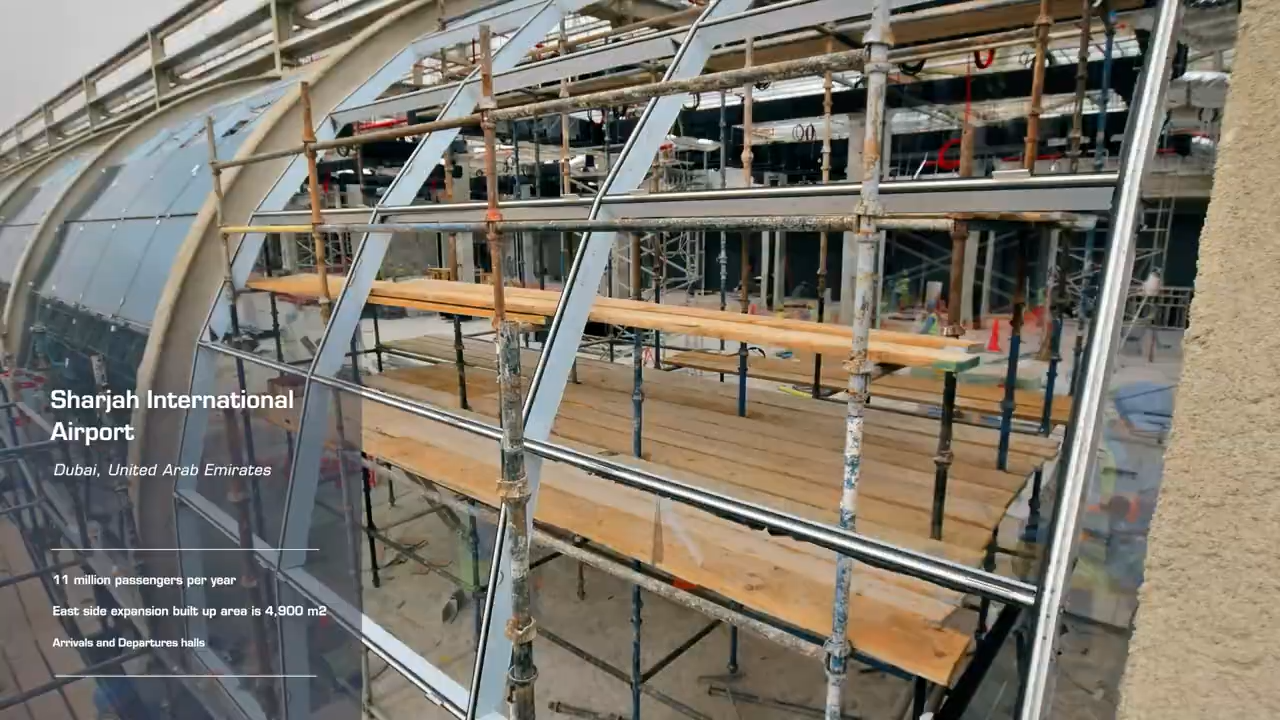 Sharjah International
Airport
Dubai, United Arab Emirates
11 million passengers per year
East side expansion built up area is 4,900 m2
Arrivals and Departures halls